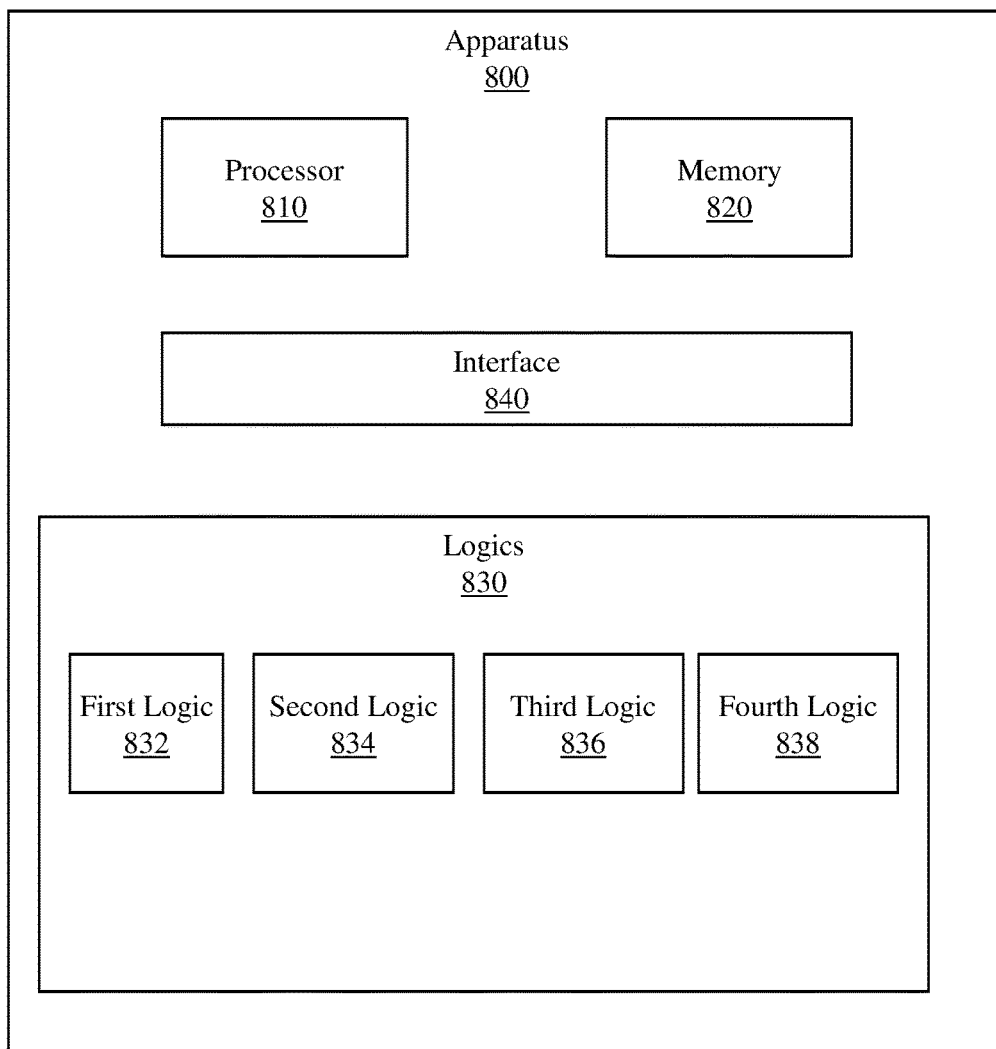 Apparatus
800
Processor
810
Memory
820
Interface
840
Logics
830
First Logic
832
Second Logic
834
Third Logic
836
Fourth Logic
838